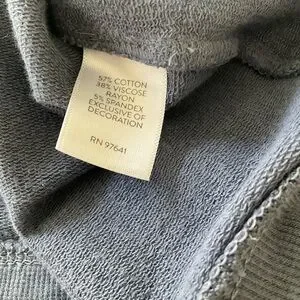 57% COTTON
38% VISCOSE
RAYON
5% SPANDEX
EXCLUSIVE OF
DECORATION
RN 97641